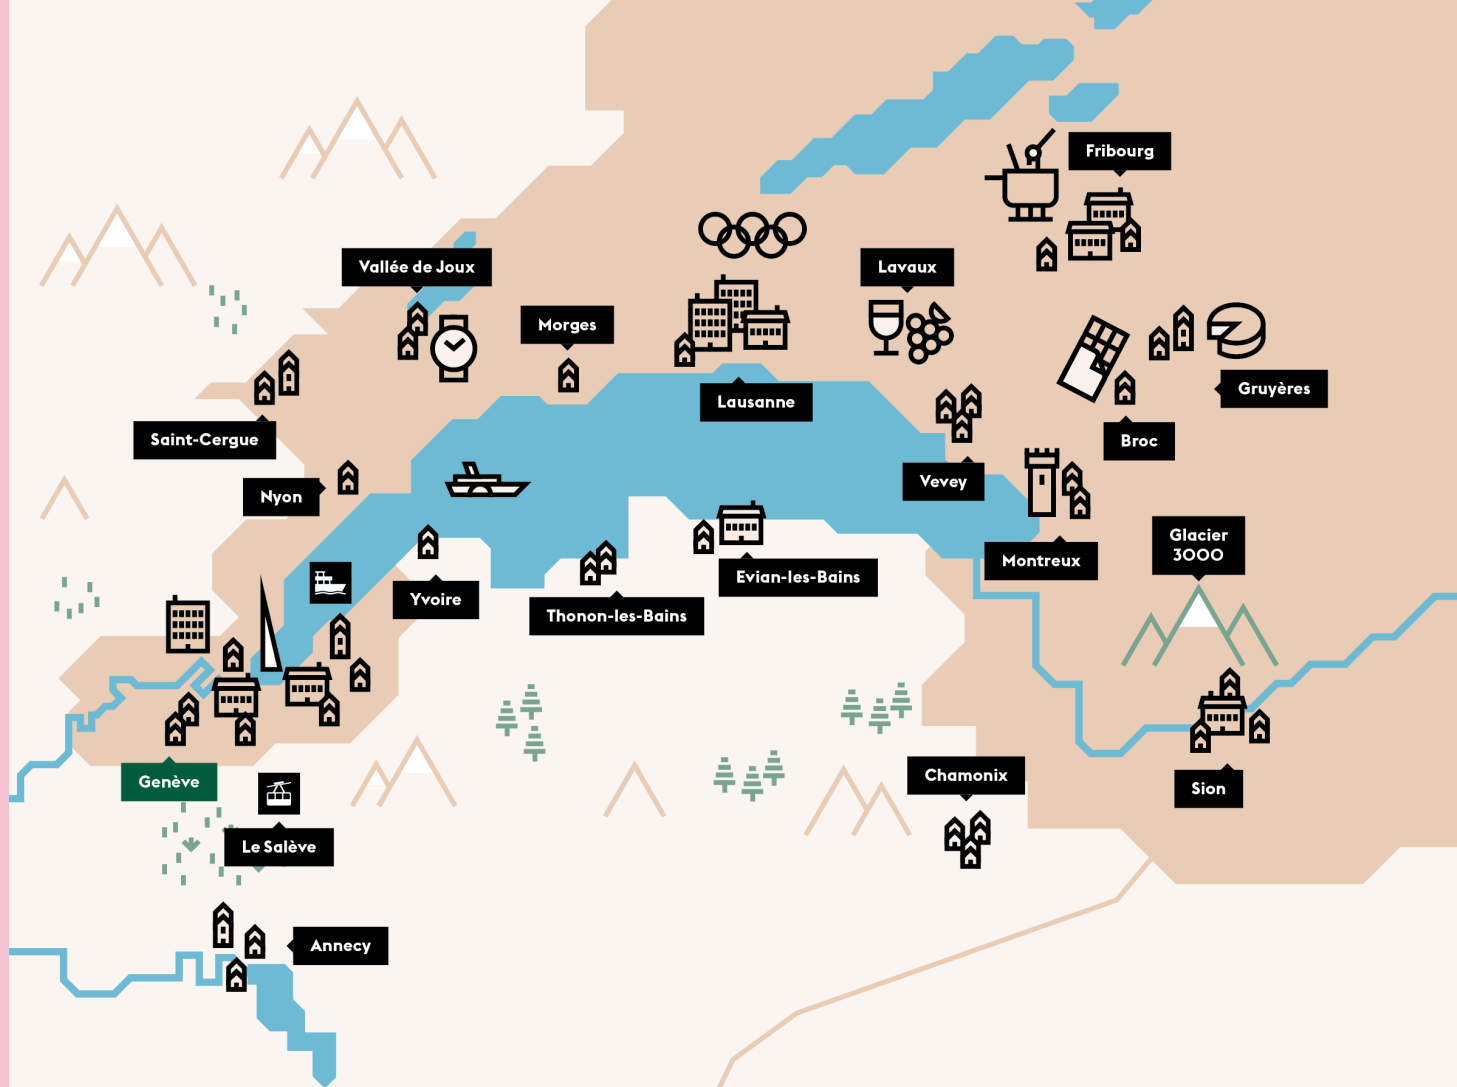 Fribourg
Vallée de Joux
Lavaux
Morges
Gruyères
Lausanne
Saint-Cergue
Broc
Vevey
Nyon
Glacier
3000
Montreux
Evian-les-Bains
Yvoire
Thonon-les-Bains
Chamonix
Genève
Sion
Le Salève
Annecy